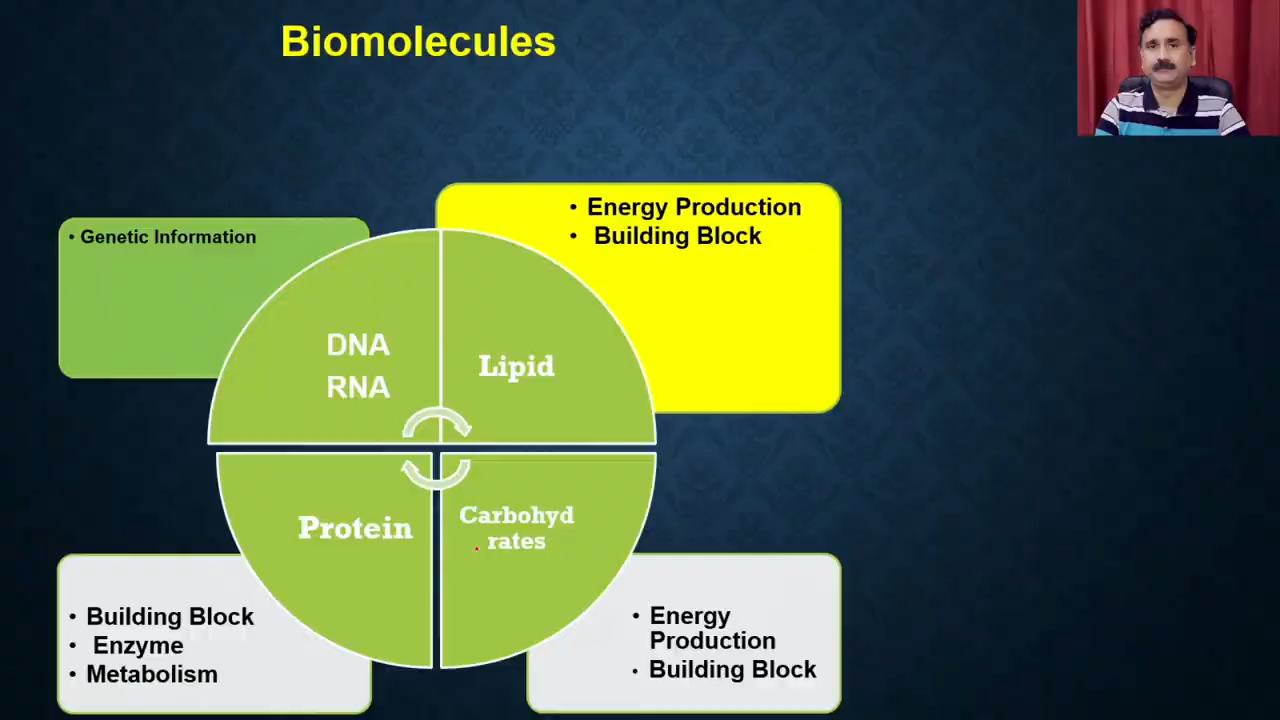 Biomolecules
• Genetic Information
• Energy Production
• Building Block
DNA
RNA
Lipid
Protein
Carbohyd
rates
• Building Block
• Enzyme
• Metabolism
• Energy
Production
• Building Block